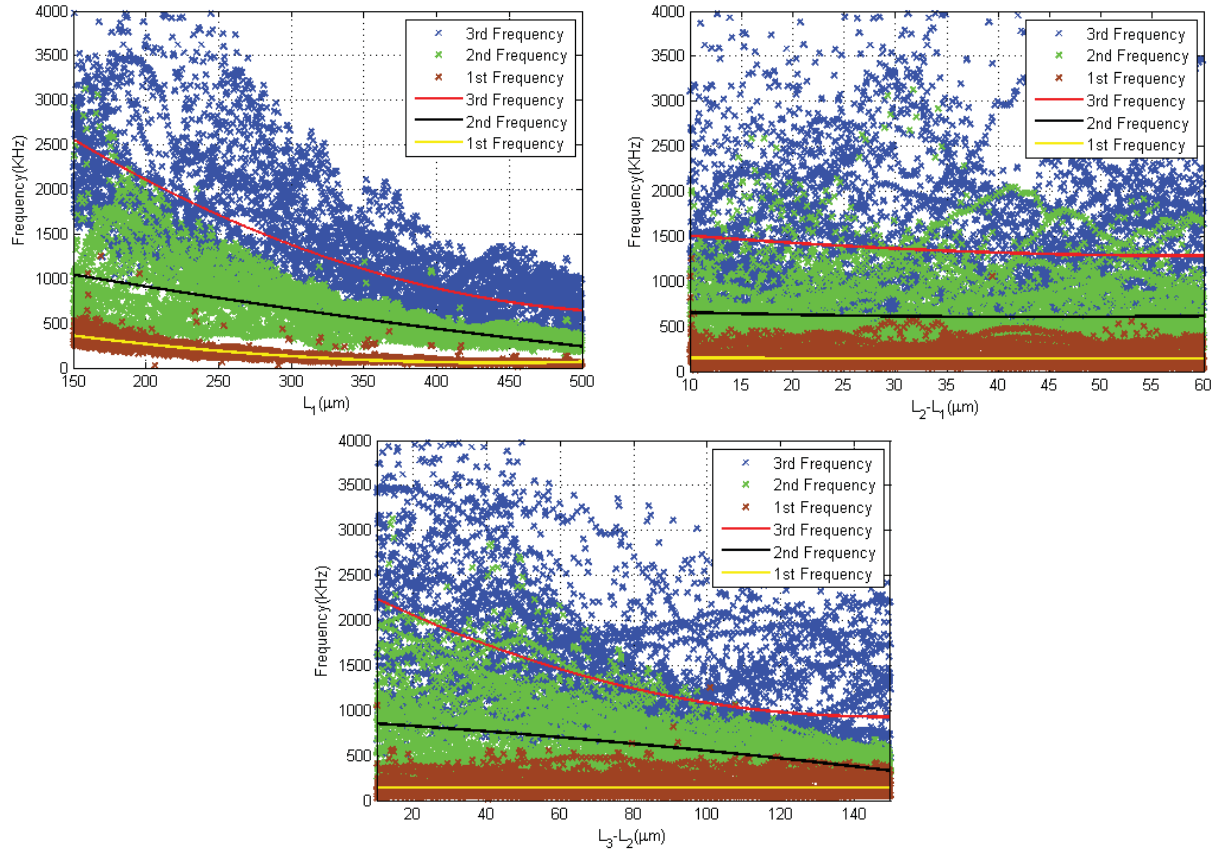 4000
3500
3000
2500
2000
1500
1000
500
0
Frequency(KHz)
150 200 250 300 350 400 450 500
L1(μm)
3rd Frequency
2nd Frequency
1st Frequency
3rd Frequency
2nd Frequency
1st Frequency
4000
3500
3000
2500
2000
1500
1000
500
0
Frequency(KHz)
10 15 20 25 30 35 40 45 50 55 60
L2-L1(μm)
3rd Frequency
2nd Frequency
1st Frequency
3rd Frequency
2nd Frequency
1st Frequency
4000
3500
3000
2500
2000
1500
1000
500
0
Frequency(KHz)
20 40 60 80 100 120 140
L3-L2(μm)
3rd Frequency
2nd Frequency
1st Frequency
3rd Frequency
2nd Frequency
1st Frequency